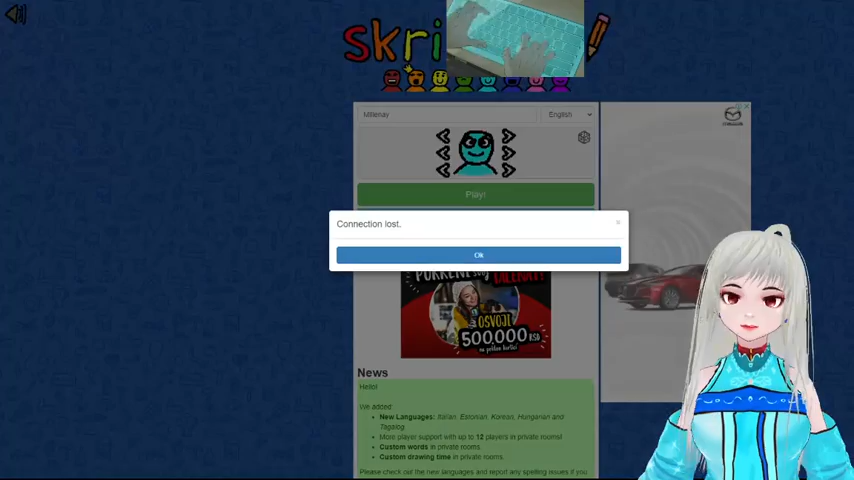 skri
Millenay
English
Play!
Connection lost.
×
Ok
POKRENI svoj
OSVOJI
500.000 RSD
News
Hello!
We added:
New Languages: Italian, Estonian, Korean, Hungarian and
Tagalog
More player support with up to 12 players in private rooms!
Custom words in private rooms.
Custom drawing time in private rooms.
Please check out the new languages and report any spelling issues if you